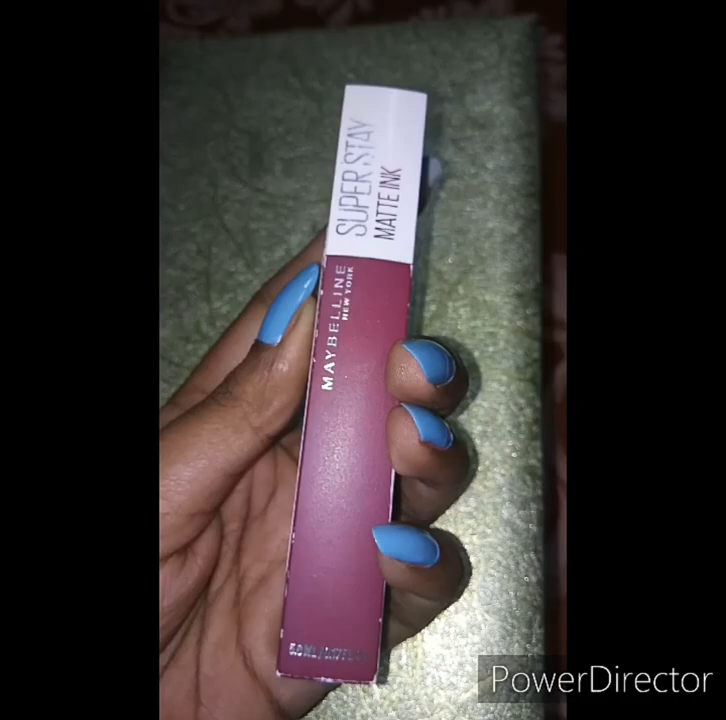 SUPER STAY
MATTE INK
MAYBELLINE
NEW YORK
PowerDirector